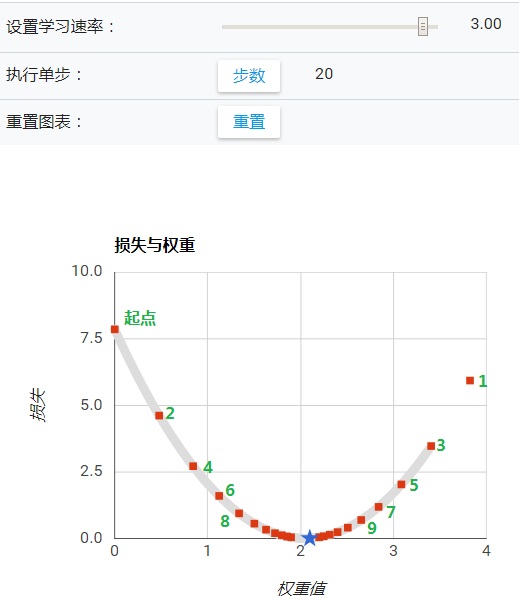 设置学习速率： 3.00
执行单步： 步数 20
重置图表： 重置
损失与权重
10.0
起点
7.5
1
5.0
2
3
4
2.5
5
6
7
8
9
0.0
0 1 2 3 4
损失
权重值